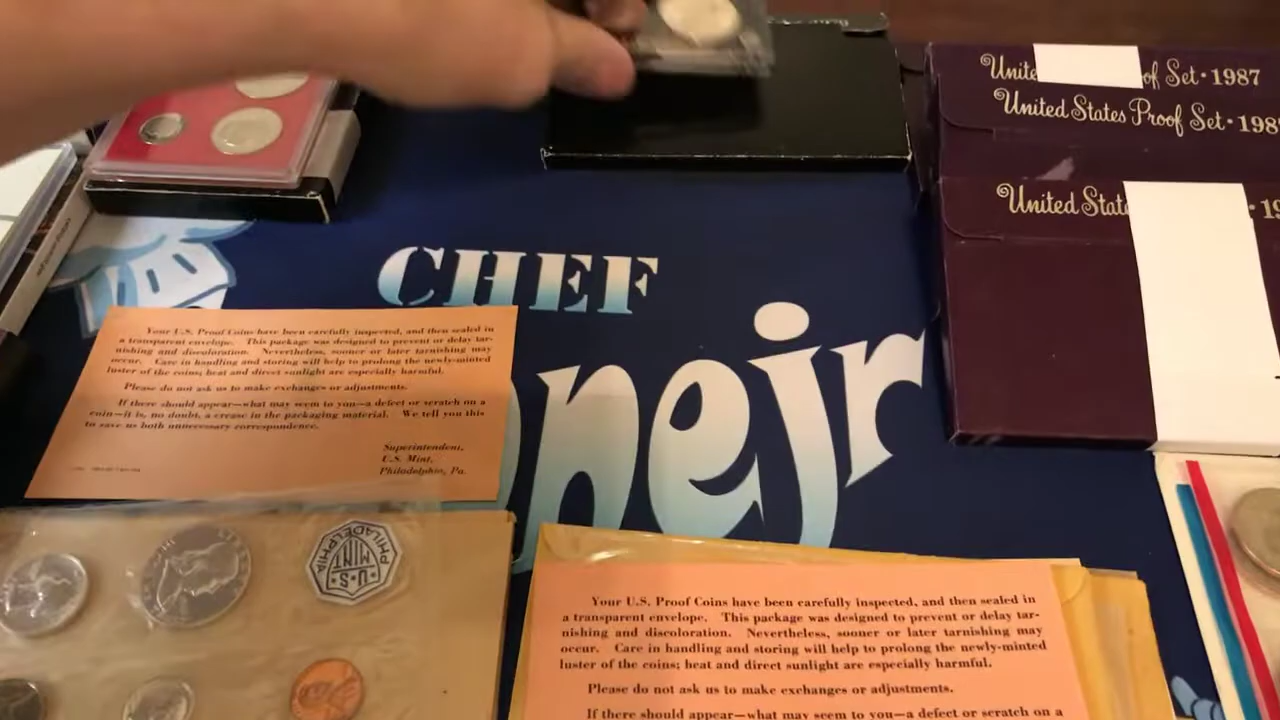 Unite of Set · 1987
United States Proof Set · 198
United Stat · 19
CHEF
nejr
Your U.S. Proof Coins have been carefully inspected, and then sealed in
a transparent envelope. This package was designed to prevent or delay tar-
nishing and discoloration. Nevertheless, sooner or later tarnishing may
occur. Care in handling and storing will help to prolong the newly-minted
luster of the coins; heat and direct sunlight are especially harmful.
Please do not ask us to make exchanges or adjustments.
If there should appear—what may seem to you—a defect or scratch on a
coin—it is, no doubt, a crease in the packaging material. We tell you this
to save us both unnecessary correspondence.
Superintendent,
U.S. Mint,
Philadelphia, Pa.
PHILADELPHIA
U·S·
MINT
Your U.S. Proof Coins have been carefully inspected, and then sealed in
a transparent envelope. This package was designed to prevent or delay tar-
nishing and discoloration. Nevertheless, sooner or later tarnishing may
occur. Care in handling and storing will help to prolong the newly-minted
luster of the coins; heat and direct sunlight are especially harmful.
Please do not ask us to make exchanges or adjustments.
If there should appear—what may seem to you—a defect or scratch on a